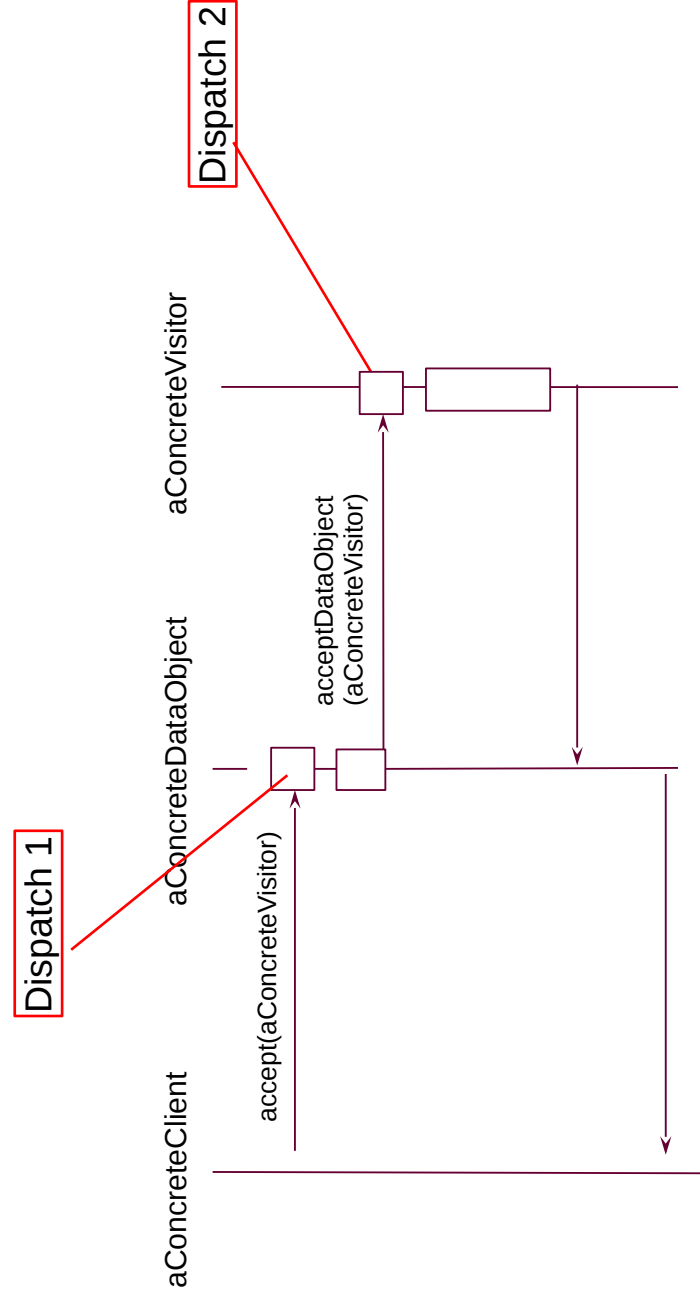 Dispatch 1
Dispatch 2
aConcreteClient
aConcreteDataObject
aConcreteVisitor
accept(aConcreteVisitor)
acceptDataObject
(aConcreteVisitor)